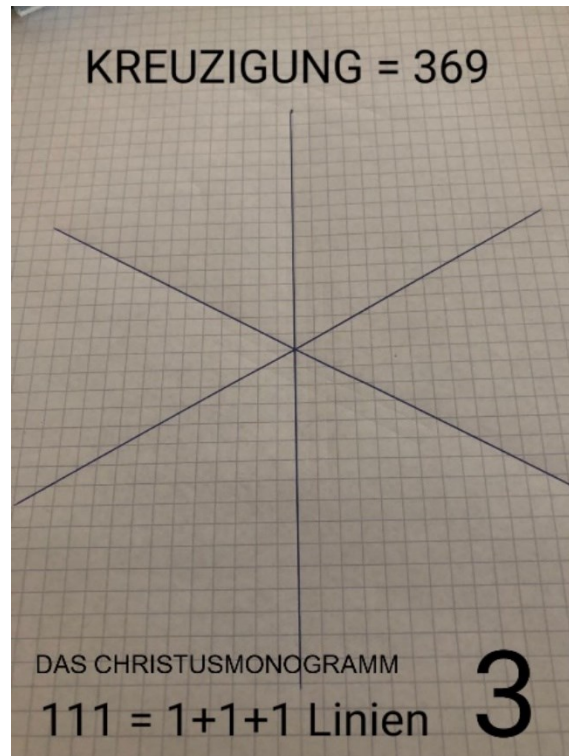 KREUZIGUNG = 369
DAS CHRISTUSMONOGRAMM
111 = 1+1+1 Linien
3